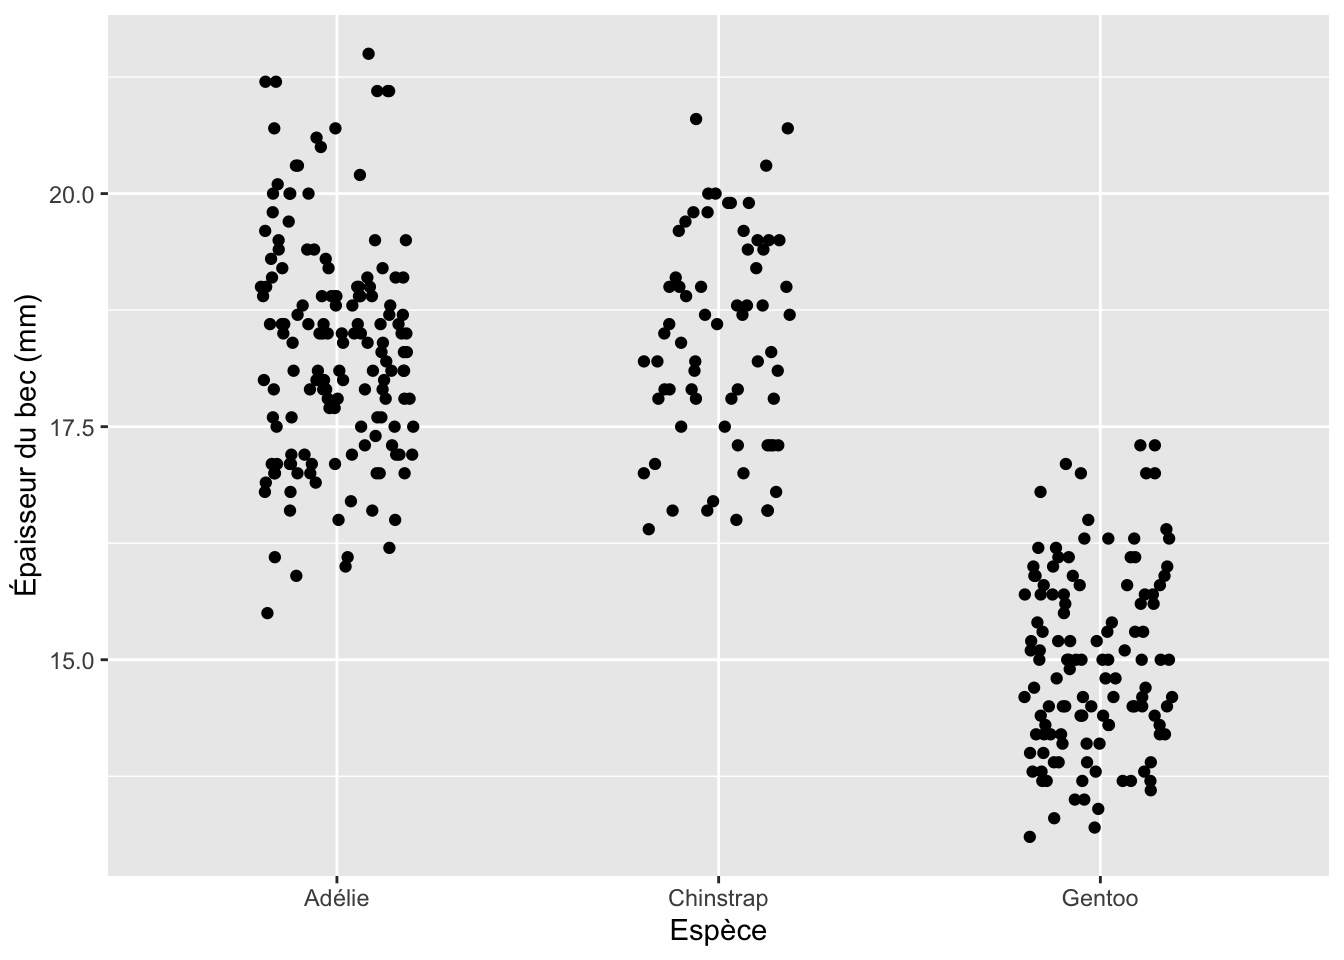 Épaisseur du bec (mm)
20.0
17.5
15.0
Adélie Chinstrap Gentoo
Espèce